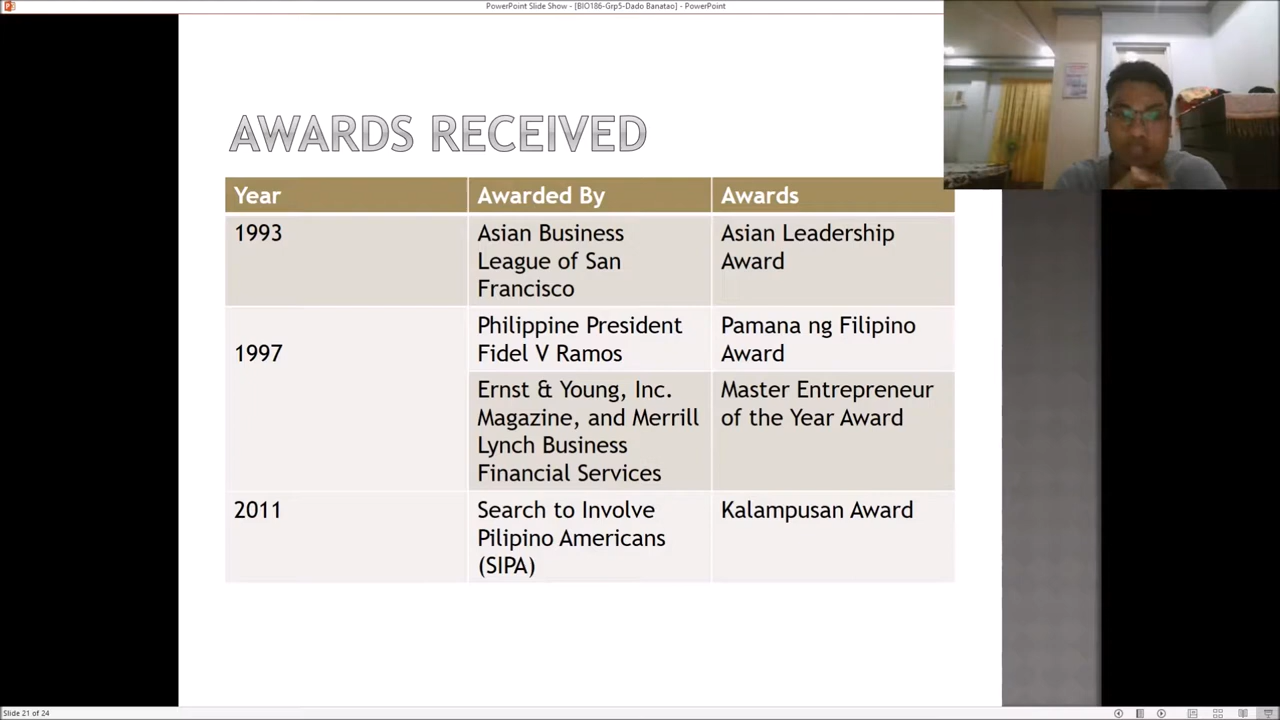 PowerPoint Slide Show - [BIO186-Grp5-Dado Banatao] - PowerPoint
AWARDS RECEIVED
Year
Awarded By
Awards
1993
Asian Business
League of San
Francisco
Asian Leadership
Award
1997
Philippine President
Fidel V Ramos
Pamana ng Filipino
Award
Ernst & Young, Inc.
Magazine, and Merrill
Lynch Business
Financial Services
Master Entrepreneur
of the Year Award
2011
Search to Involve
Pilipino Americans
(SIPA)
Kalampusan Award
Slide 21 of 24